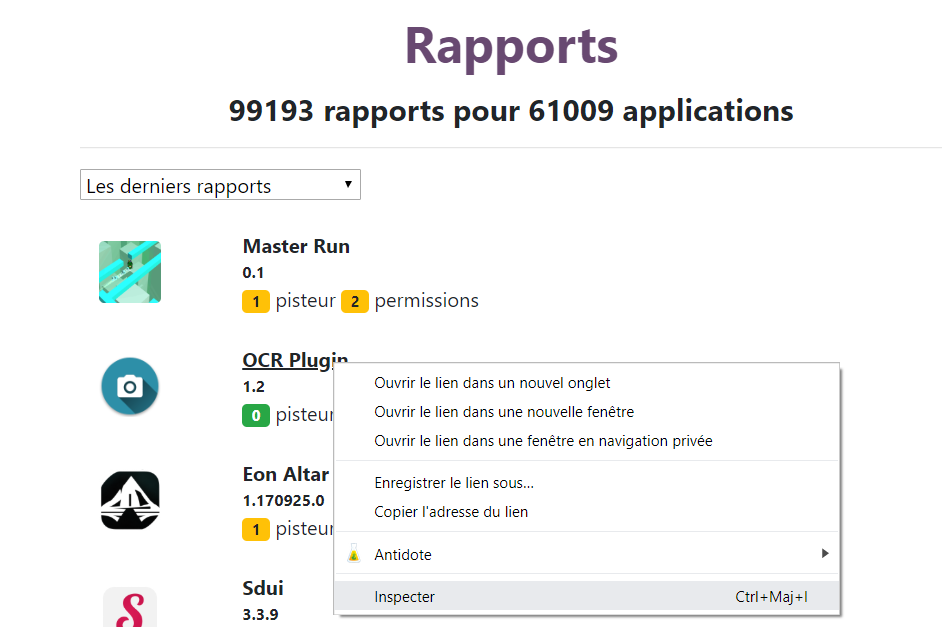 Rapports
99193 rapports pour 61009 applications
Les derniers rapports
Master Run
0.1
1 pisteur 2 permissions
OCR Plugin
1.2
0 pisteur
Ouvrir le lien dans un nouvel onglet
Ouvrir le lien dans une nouvelle fenêtre
Ouvrir le lien dans une fenêtre en navigation privée
Enregistrer le lien sous...
Copier l'adresse du lien
Antidote
Inspecter Ctrl+Maj+I
Eon Altar
1.170925.0
1 pisteur
Sdui
3.3.9